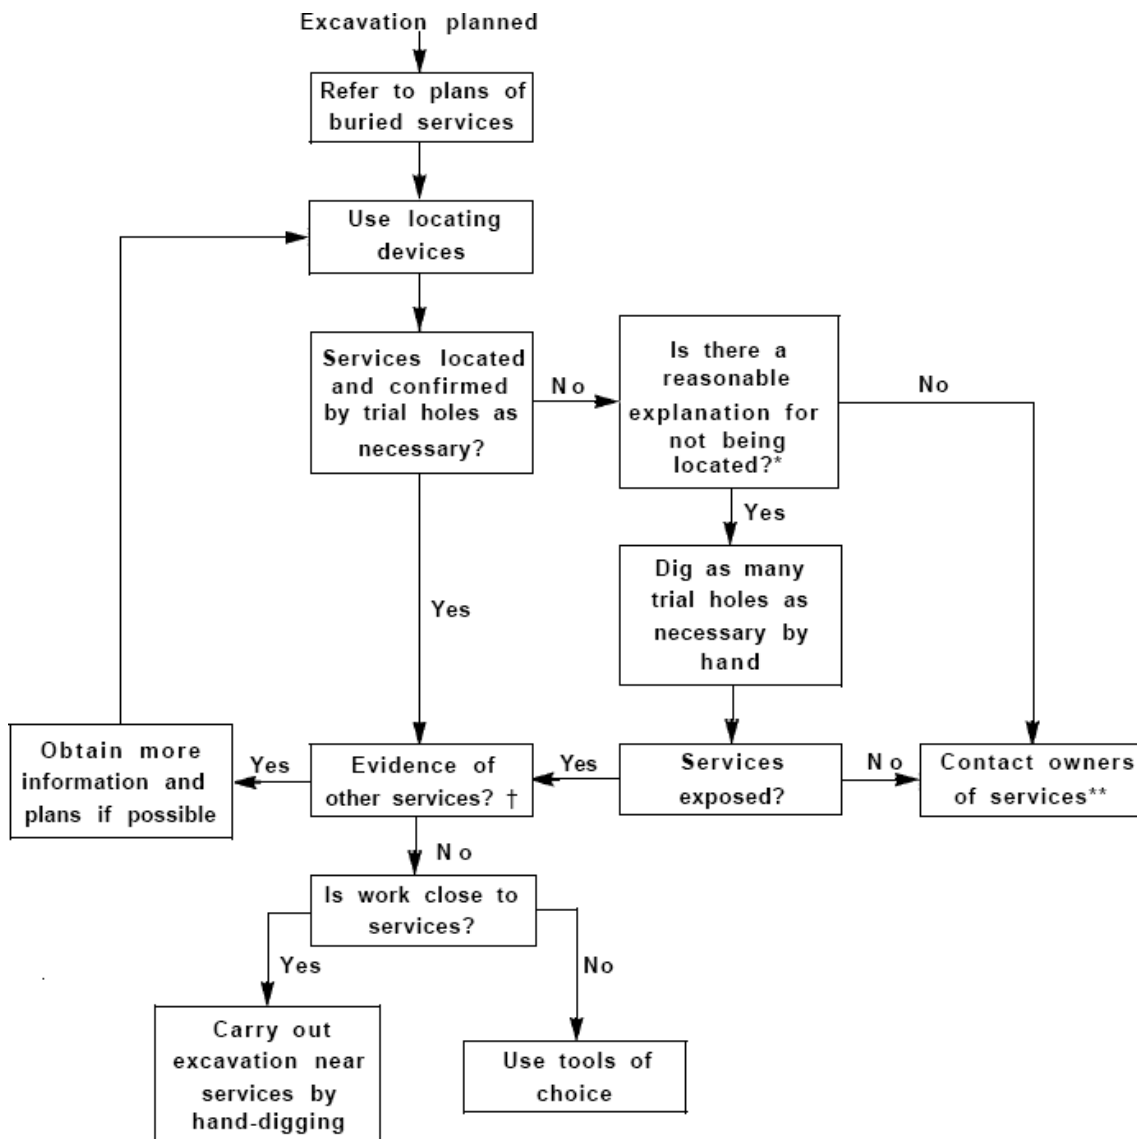 Excavation planned
Refer to plans of
buried services
Use locating
devices
Services located
and confirmed
by trial holes as
necessary?
No
Is there a
reasonable
explanation for
not being
located?*
No
Yes
Dig as many
trial holes as
necessary by
hand
Yes
Obtain more
information and
plans if possible
Yes
Evidence of
other services? †
Yes
Services
exposed?
No
Contact owners
of services**
No
Is work close to
services?
Yes
No
Carry out
excavation near
services by
hand-digging
Use tools of
choice